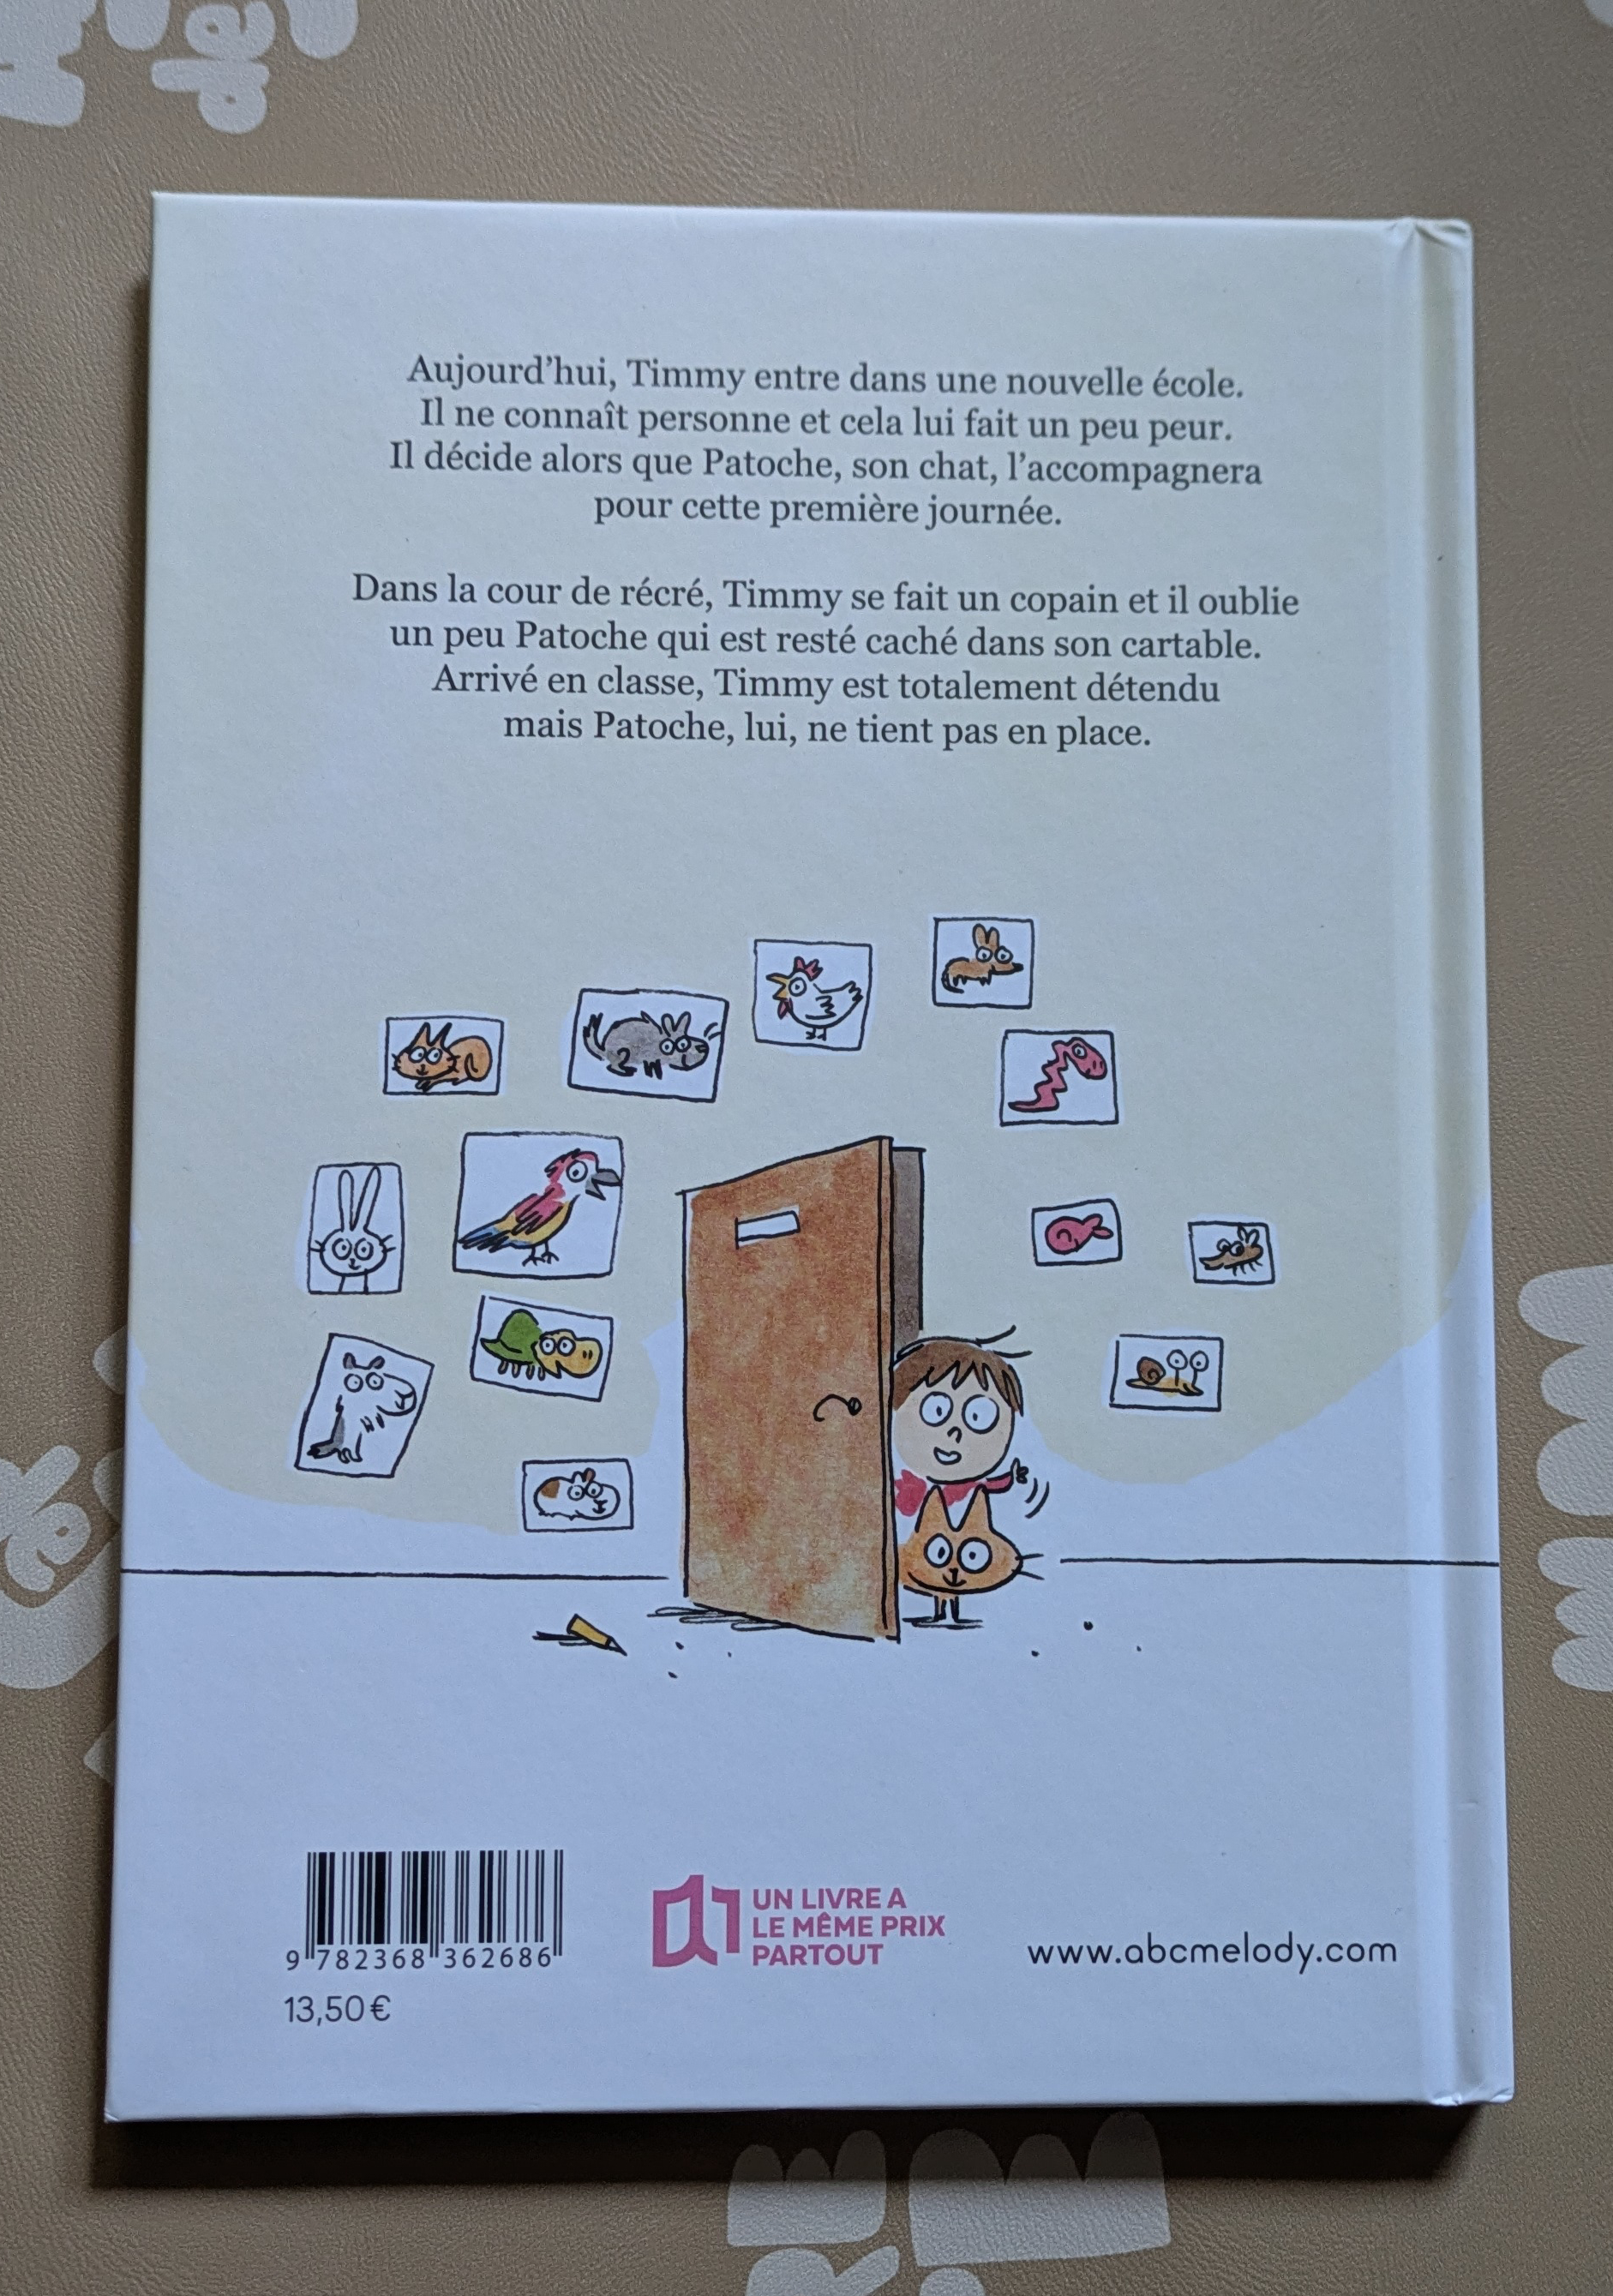 Aujourd'hui, Timmy entre dans une nouvelle école.
Il ne connaît personne et cela lui fait un peu peur.
Il décide alors que Patoche, son chat, l'accompagnera
pour cette première journée.
Dans la cour de récré, Timmy se fait un copain et il oublie
un peu Patoche qui est resté caché dans son cartable.
Arrivé en classe, Timmy est totalement détendu
mais Patoche, lui, ne tient pas en place.
9 782368 362686
13,50 €
UN LIVRE A
LE MÊME PRIX
PARTOUT
www.abcmelody.com